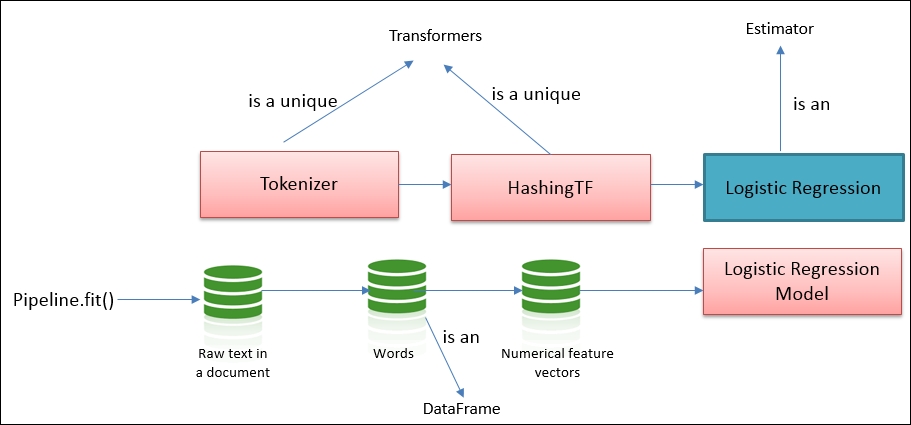 Transformers
Estimator
is a unique
is a unique
is an
Tokenizer
HashingTF
Logistic Regression
Logistic Regression
Model
Pipeline.fit()
Raw text in
a document
Words
is an
Numerical feature
vectors
DataFrame